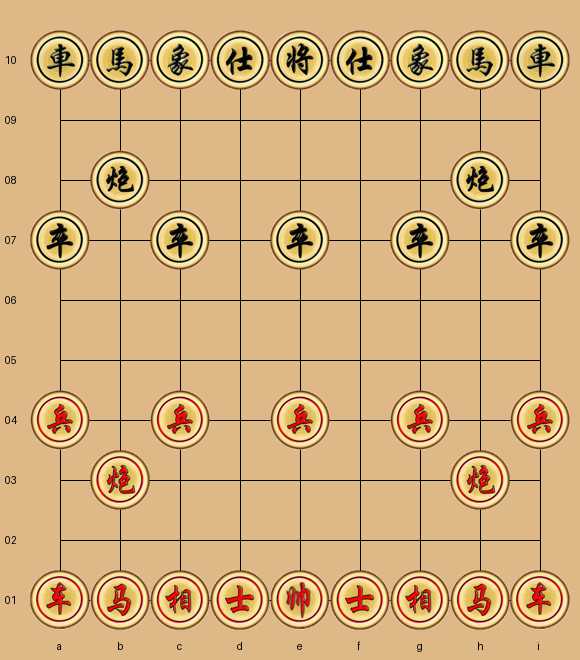 10 車 馬 象 仕 将 仕 象 馬 車
09
08 炮 炮
07 卒 卒 卒 卒 卒
06
05
04 兵 兵 兵 兵 兵
03 炮 炮
02
01 车 马 相 士 帅 士 相 马 车
a b c d e f g h i